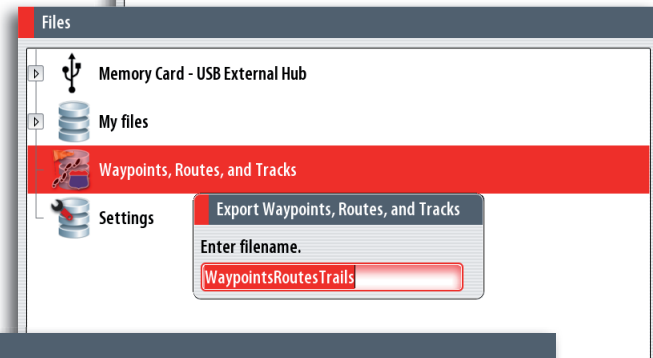 Files
Memory Card - USB External Hub
My files
Waypoints, Routes, and Tracks
Settings
Export Waypoints, Routes, and Tracks
Enter filename.
WaypointsRoutesTrails